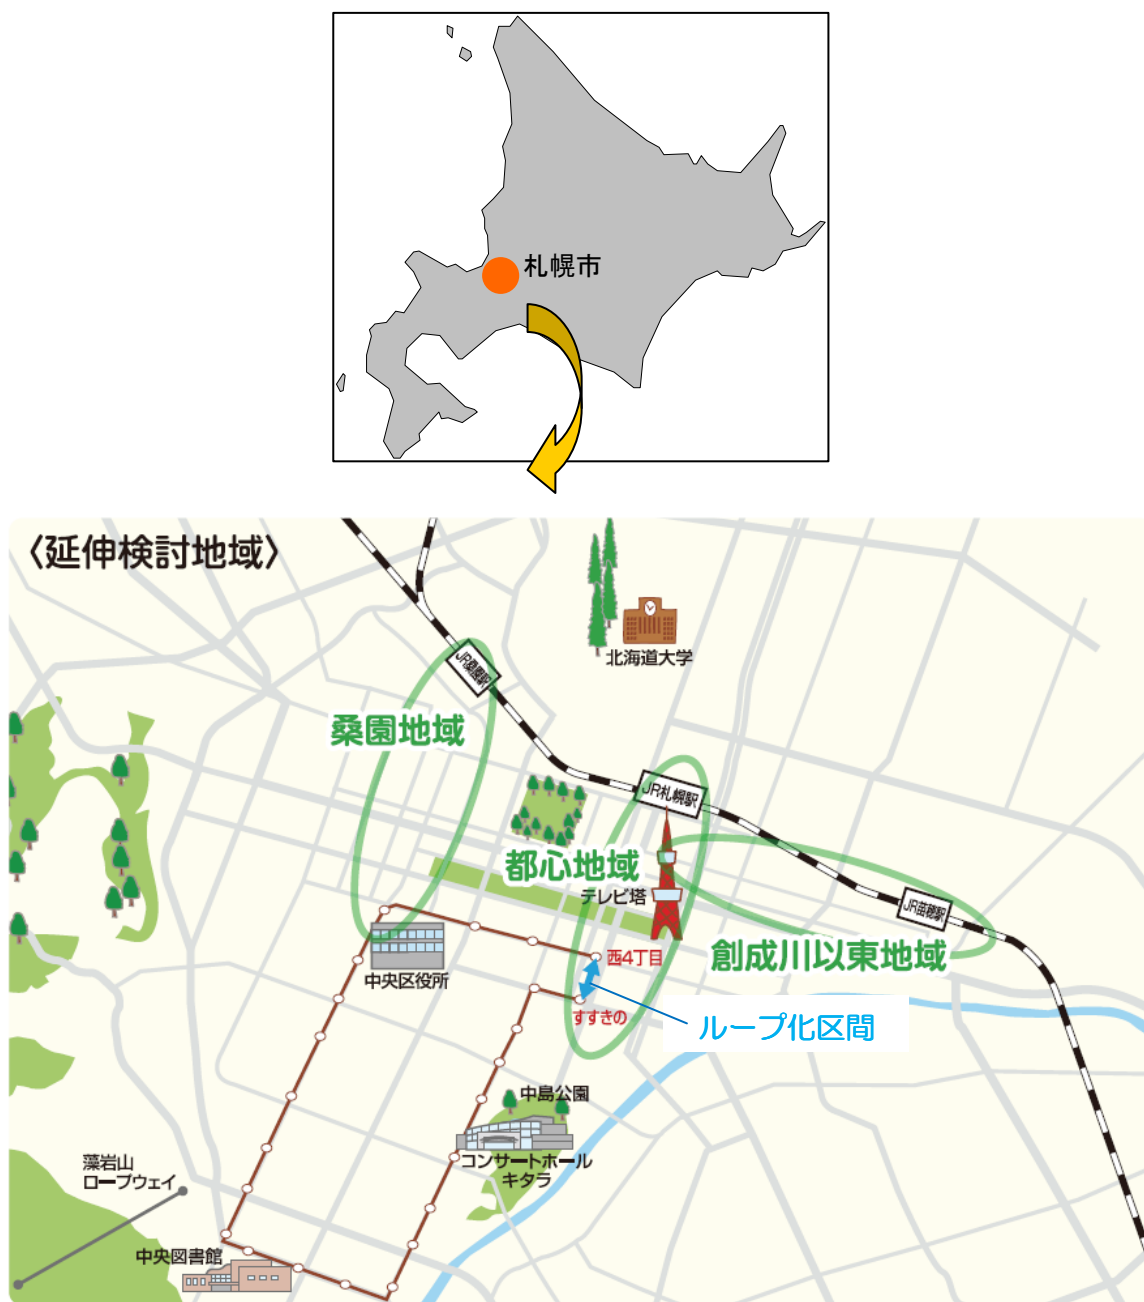 札幌市
〈延伸検討地域〉
北海道大学
JR桑園駅
桑園地域
JR札幌駅
都心地域
テレビ塔
JR苗穂駅
創成川以東地域
西4丁目
中央区役所
すすきの
ループ化区間
中島公園
コンサートホール
キタラ
藻岩山
ロープウェイ
中央図書館